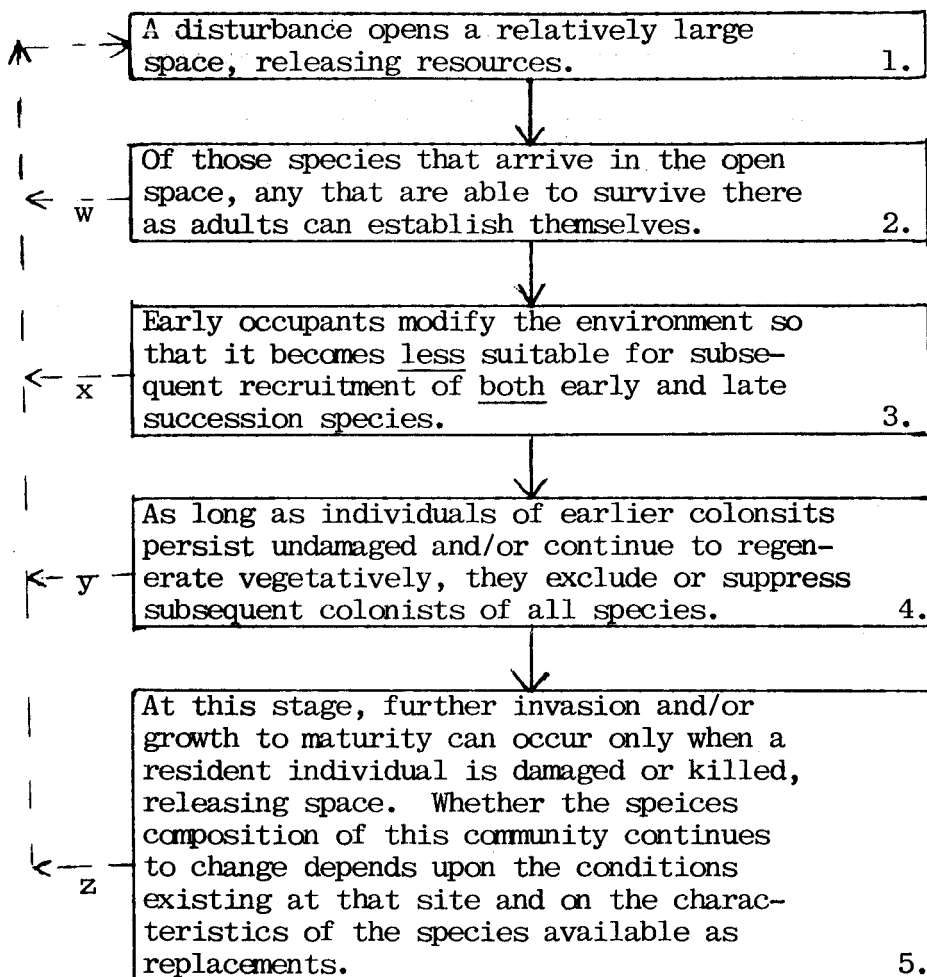 A disturbance opens a relatively large
space, releasing resources. 1.
Of those species that arrive in the open
space, any that are able to survive there
as adults can establish themselves. 2.
w
Early occupants modify the environment so
that it becomes less suitable for subse-
quent recruitment of both early and late
succession species. 3.
x
As long as individuals of earlier colonsits
persist undamaged and/or continue to regen-
erate vegetatively, they exclude or suppress
subsequent colonists of all species. 4.
y
At this stage, further invasion and/or
growth to maturity can occur only when a
resident individual is damaged or killed,
releasing space. Whether the speices
composition of this community continues
to change depends upon the conditions
existing at that site and on the charac-
teristics of the species available as
replacements. 5.
z